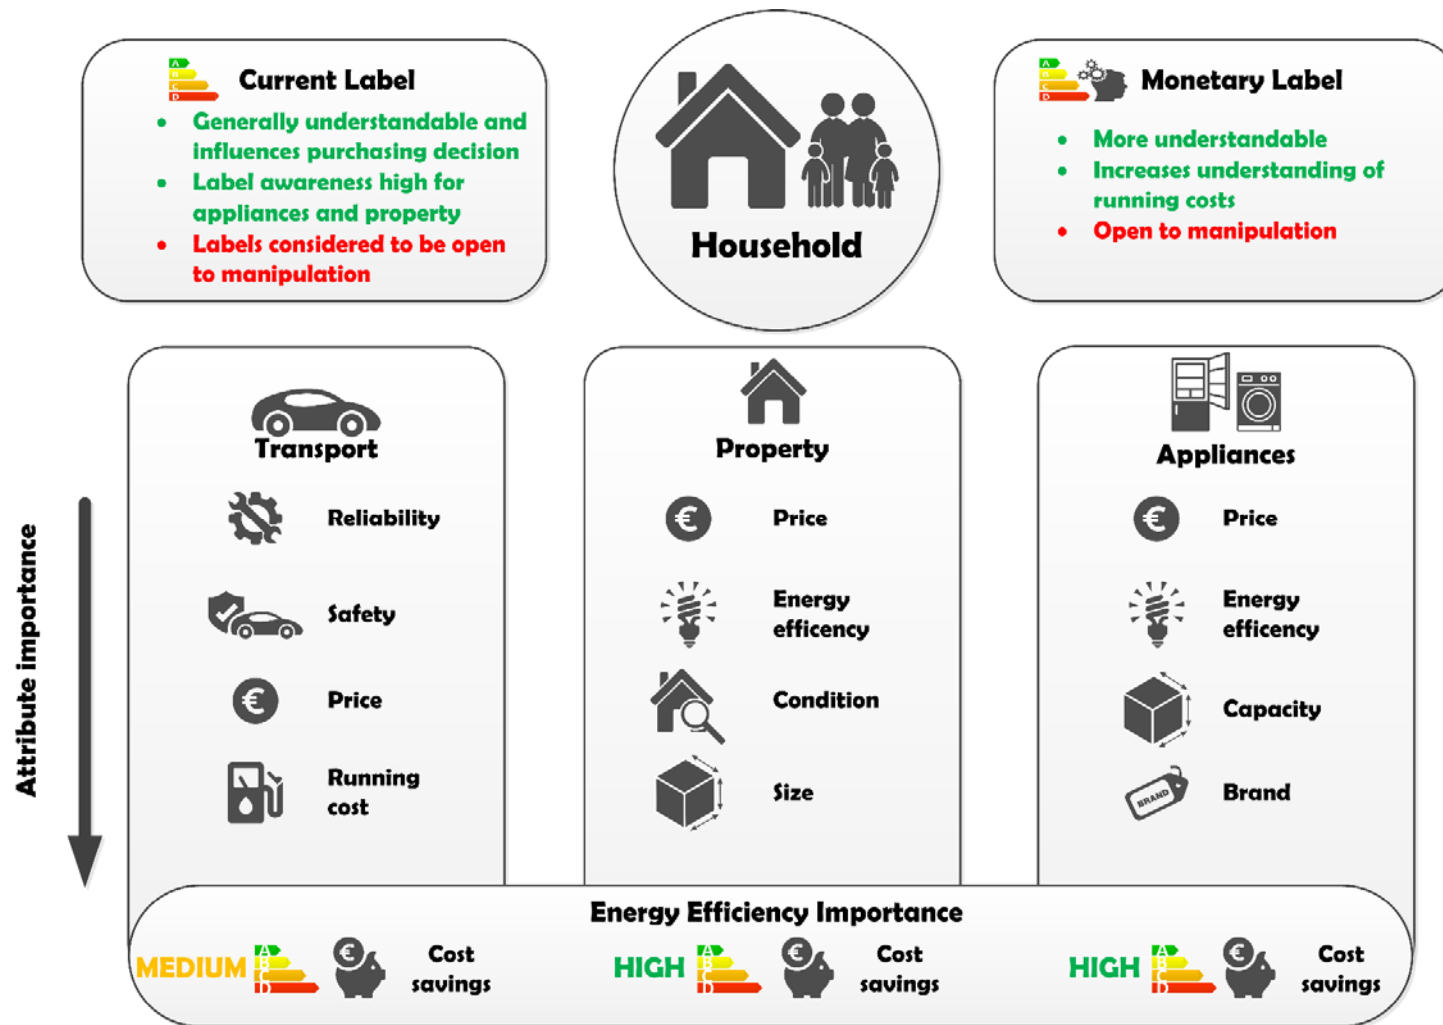 A
B
C
D
Current Label
Generally understandable and
influences purchasing decision
Label awareness high for
appliances and property
Labels considered to be open
to manipulation
Household
A
B
C
D
Monetary Label
More understandable
Increases understanding of
running costs
Open to manipulation
Attribute importance
Transport
Reliability
Safety
€
Price
Running
cost
Property
€
Price
Energy
efficency
Condition
Size
Appliances
€
Price
Energy
efficency
Capacity
BRAND
Brand
Energy Efficiency Importance
MEDIUM
A
B
C
D
€
Cost
savings
HIGH
A
B
C
D
€
Cost
savings
HIGH
A
B
C
D
€
Cost
savings